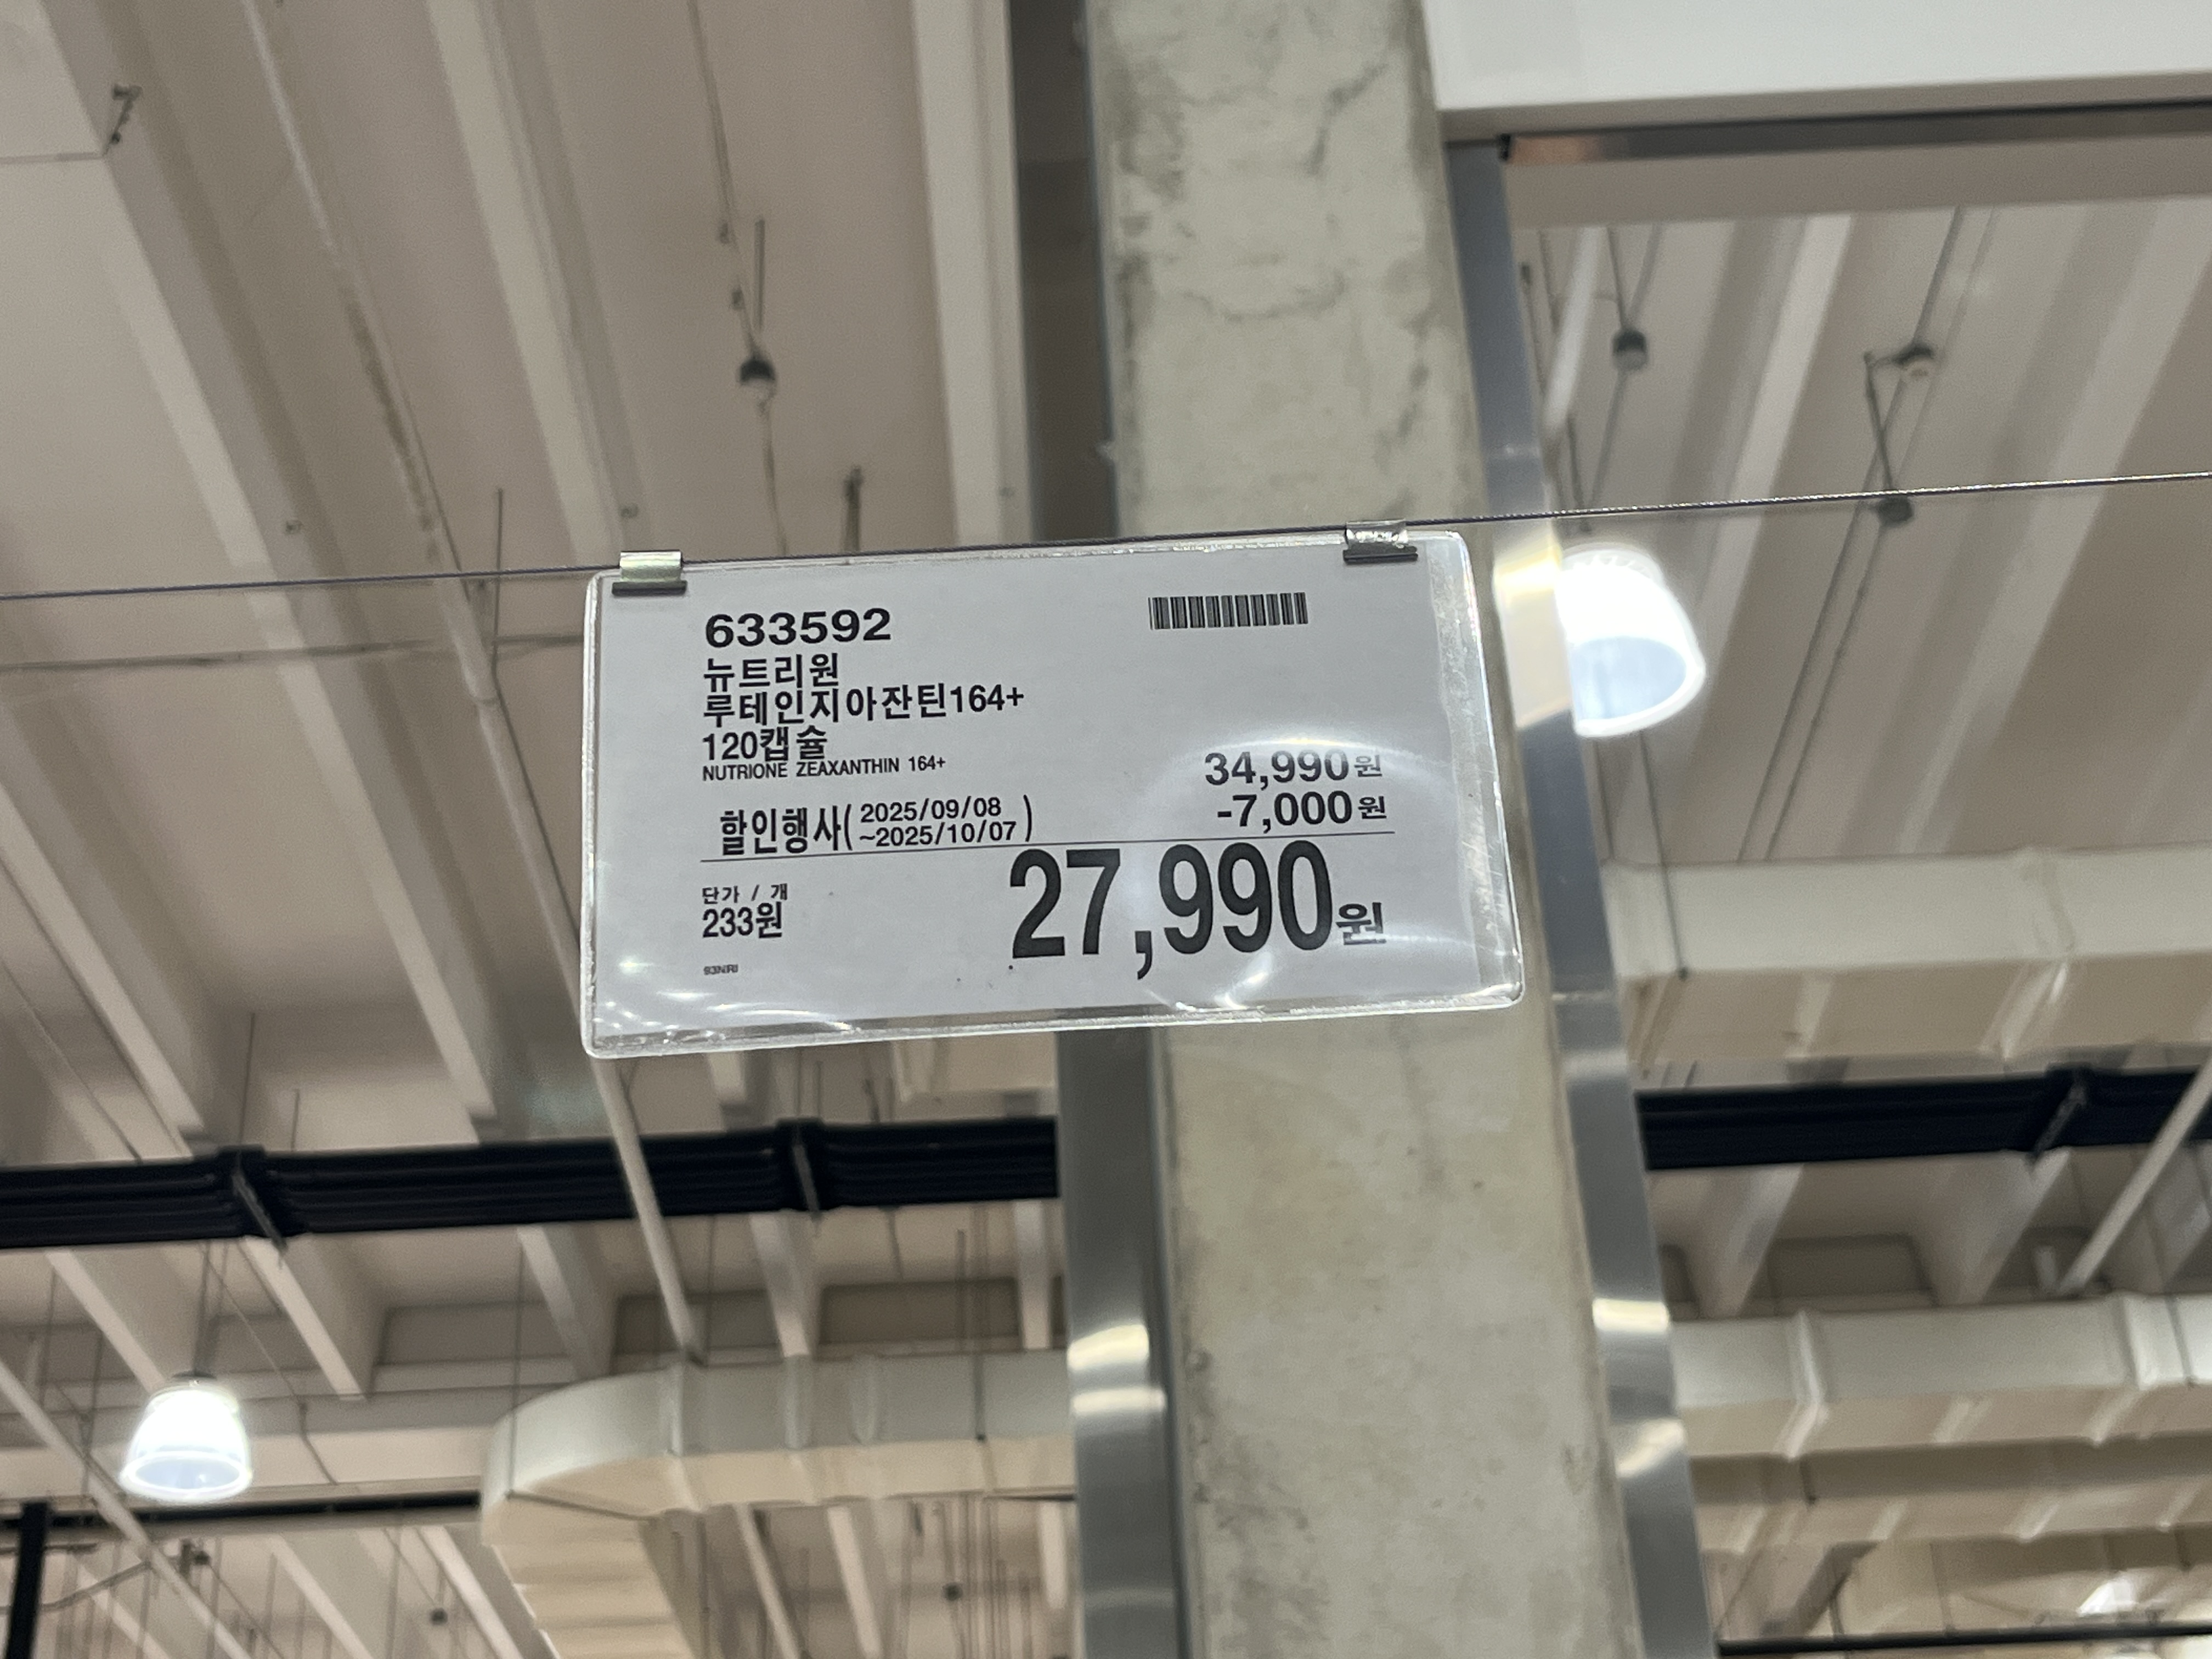 633592
뉴트리원
루테인지아잔틴164+
120캡슐
NUTRIONE ZEAXANTHIN 164+
34,990원
할인행사( 2025/09/08
~2025/10/07 )
-7,000원
27,990원
단가 / 개
233원